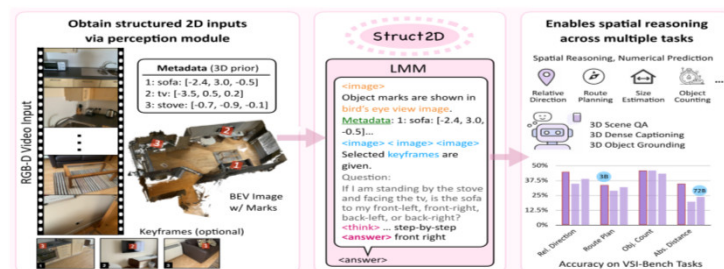 Obtain structured 2D inputs
via perception module
RGB-D Video Input
Metadata (3D prior)
1: sofa: [-2.4, 3.0, -0.5]
2: tv: [-3.5, 0.5, 0.2]
3: stove: [-0.7, -0.9, -0.1]
BEV Image
w/ Marks
Keyframes (optional)
Struct2D
LMM
<image>
Object marks are shown in
bird's eye view image.
Metadata: 1: sofa: [-2.4, 3.0,
-0.5]...
<image> < image> <image>
Selected keyframes are
given.
Question:
If I am standing by the stove
and facing the tv, is the sofa
to my front-left, front-right,
back-left, or back-right?
<think> ... step-by-step
<answer> front right
<answer>
Enables spatial reasoning
across multiple tasks
Spatial Reasoning, Numerical Prediction
Relative
Direction
Route
Planning
Size
Estimation
Object
Counting
...
3D Scene QA
3D Dense Captioning
3D Object Grounding
50%
37.5%
25%
12.5%
0%
3B
72B
Rel. Direction
Route Plan
Obj. Count
Abs. Distance
Accuracy on VSI-Bench Tasks